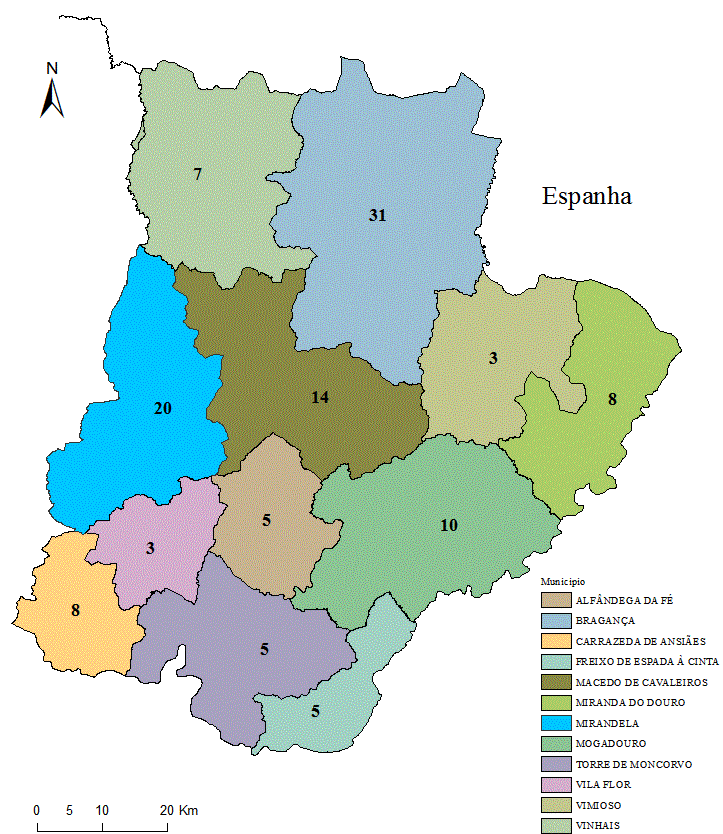 N
7
31
Espanha
3
14
8
20
5
10
3
8
5
5
Municipio
ALFÂNDEGA DA FÉ
BRAGANÇA
CARRAZEDA DE ANSIÃES
FREIXO DE ESPADA À CINTA
MACEDO DE CAVALEIROS
MIRANDA DO DOURO
MIRANDELA
MOGADOURO
TORRE DE MONCORVO
VILA FLOR
VIMIOSO
VINHAIS
0 5 10 20 Km